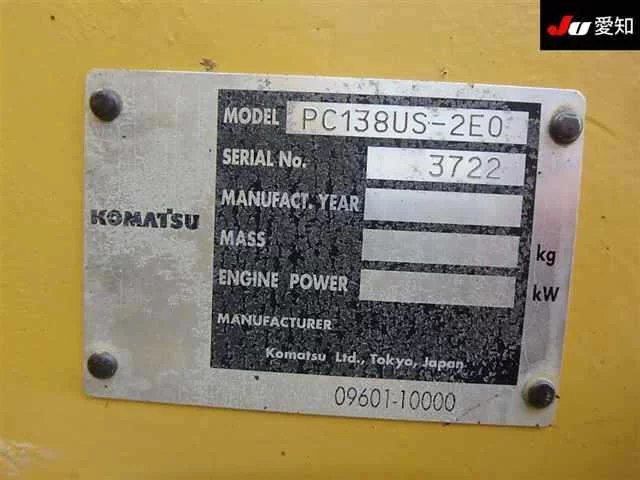 JU 愛知
MODEL PC138US-2E0
SERIAL No. 3722
MANUFACT. YEAR
KOMATSU
MASS kg
ENGINE POWER kW
MANUFACTURER
Komatsu Ltd., Tokyo, Japan
09601-10000